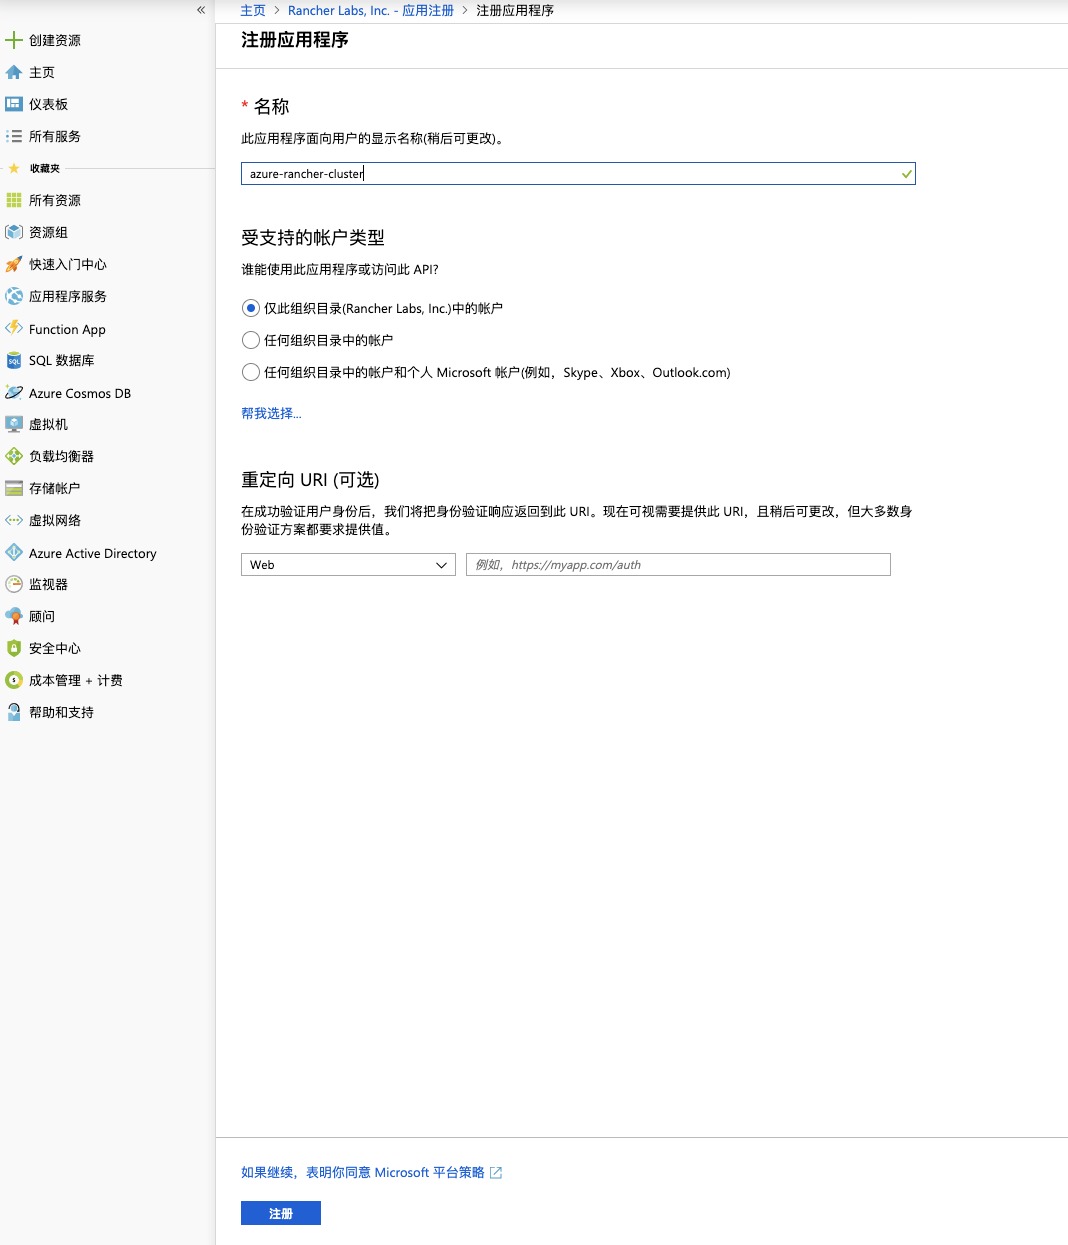 «
创建资源
主页
仪表板
所有服务
收藏夹
所有资源
资源组
快速入门中心
应用程序服务
Function App
SQL 数据库
Azure Cosmos DB
虚拟机
负载均衡器
存储帐户
虚拟网络
Azure Active Directory
监视器
顾问
安全中心
成本管理 + 计费
帮助和支持
主页 > Rancher Labs, Inc. - 应用注册 > 注册应用程序
注册应用程序
* 名称
此应用程序面向用户的显示名称(稍后可更改)。
azure-rancher-cluster
受支持的帐户类型
谁能使用此应用程序或访问此 API?
仅此组织目录(Rancher Labs, Inc.)中的帐户
任何组织目录中的帐户
任何组织目录中的帐户和个人 Microsoft 帐户(例如，Skype、Xbox、Outlook.com)
帮我选择...
重定向 URI (可选)
在成功验证用户身份后，我们将把身份验证响应返回到此 URI。现在可视需要提供此 URI，且稍后可更改，但大多数身
份验证方案都要求提供值。
Web
例如，https://myapp.com/auth
如果继续，表明你同意 Microsoft 平台策略
注册